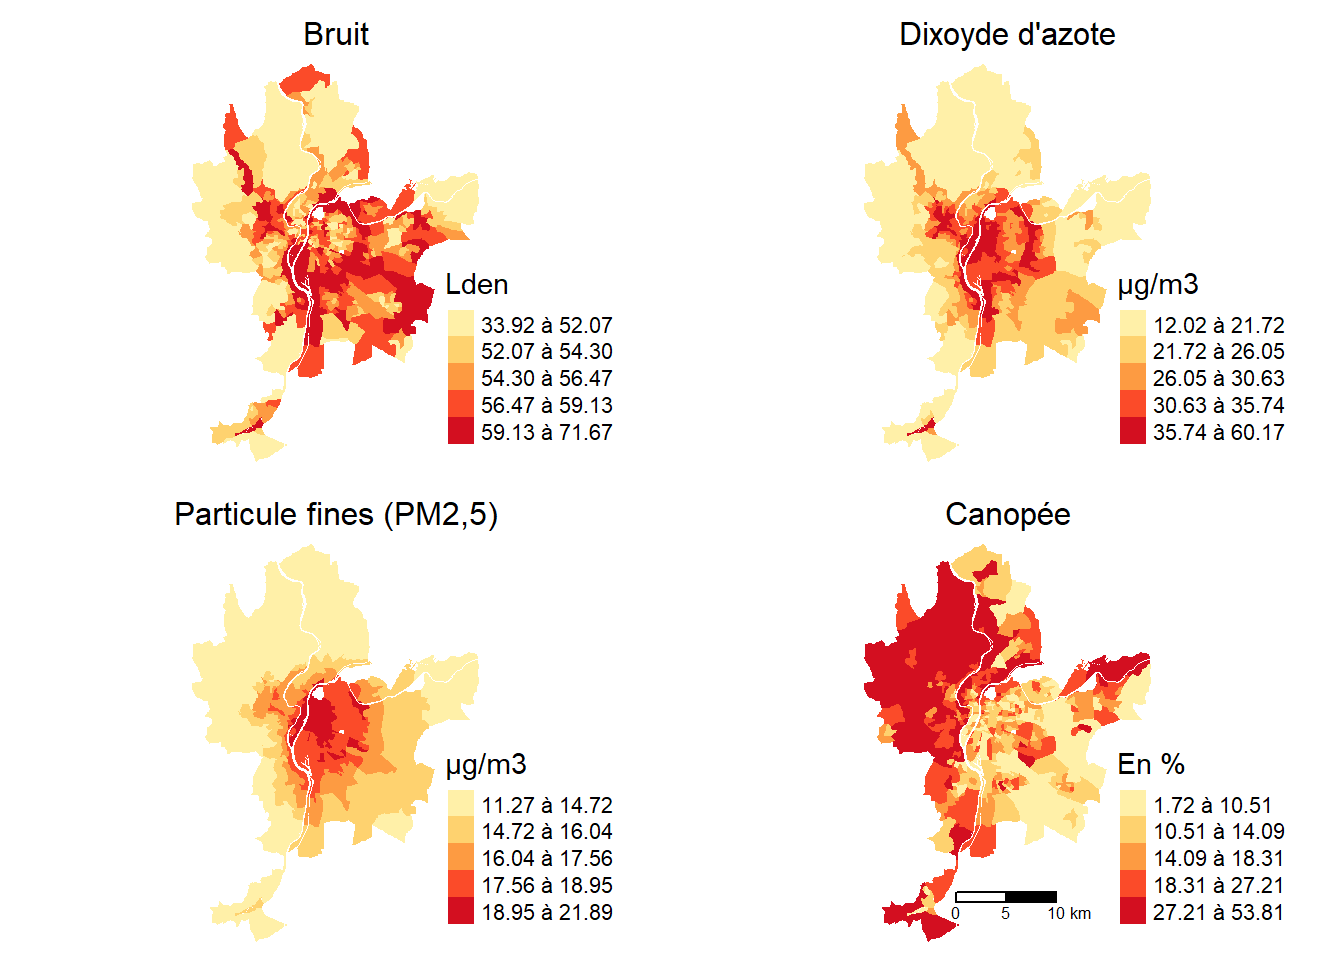 Bruit
Lden
33.92 à 52.07
52.07 à 54.30
54.30 à 56.47
56.47 à 59.13
59.13 à 71.67
Dixoyde d'azote
µg/m3
12.02 à 21.72
21.72 à 26.05
26.05 à 30.63
30.63 à 35.74
35.74 à 60.17
Particule fines (PM2,5)
µg/m3
11.27 à 14.72
14.72 à 16.04
16.04 à 17.56
17.56 à 18.95
18.95 à 21.89
Canopée
En %
1.72 à 10.51
10.51 à 14.09
14.09 à 18.31
18.31 à 27.21
27.21 à 53.81
0 5 10 km